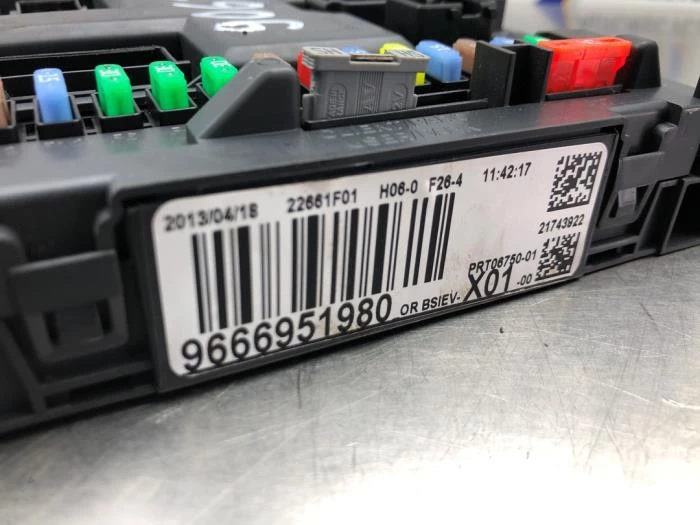 2013/04/18 22661F01 H06-0 F26-4 11:42:17
21743922
PRT06750-01
9666951980 OR BSIEV- X01 -00